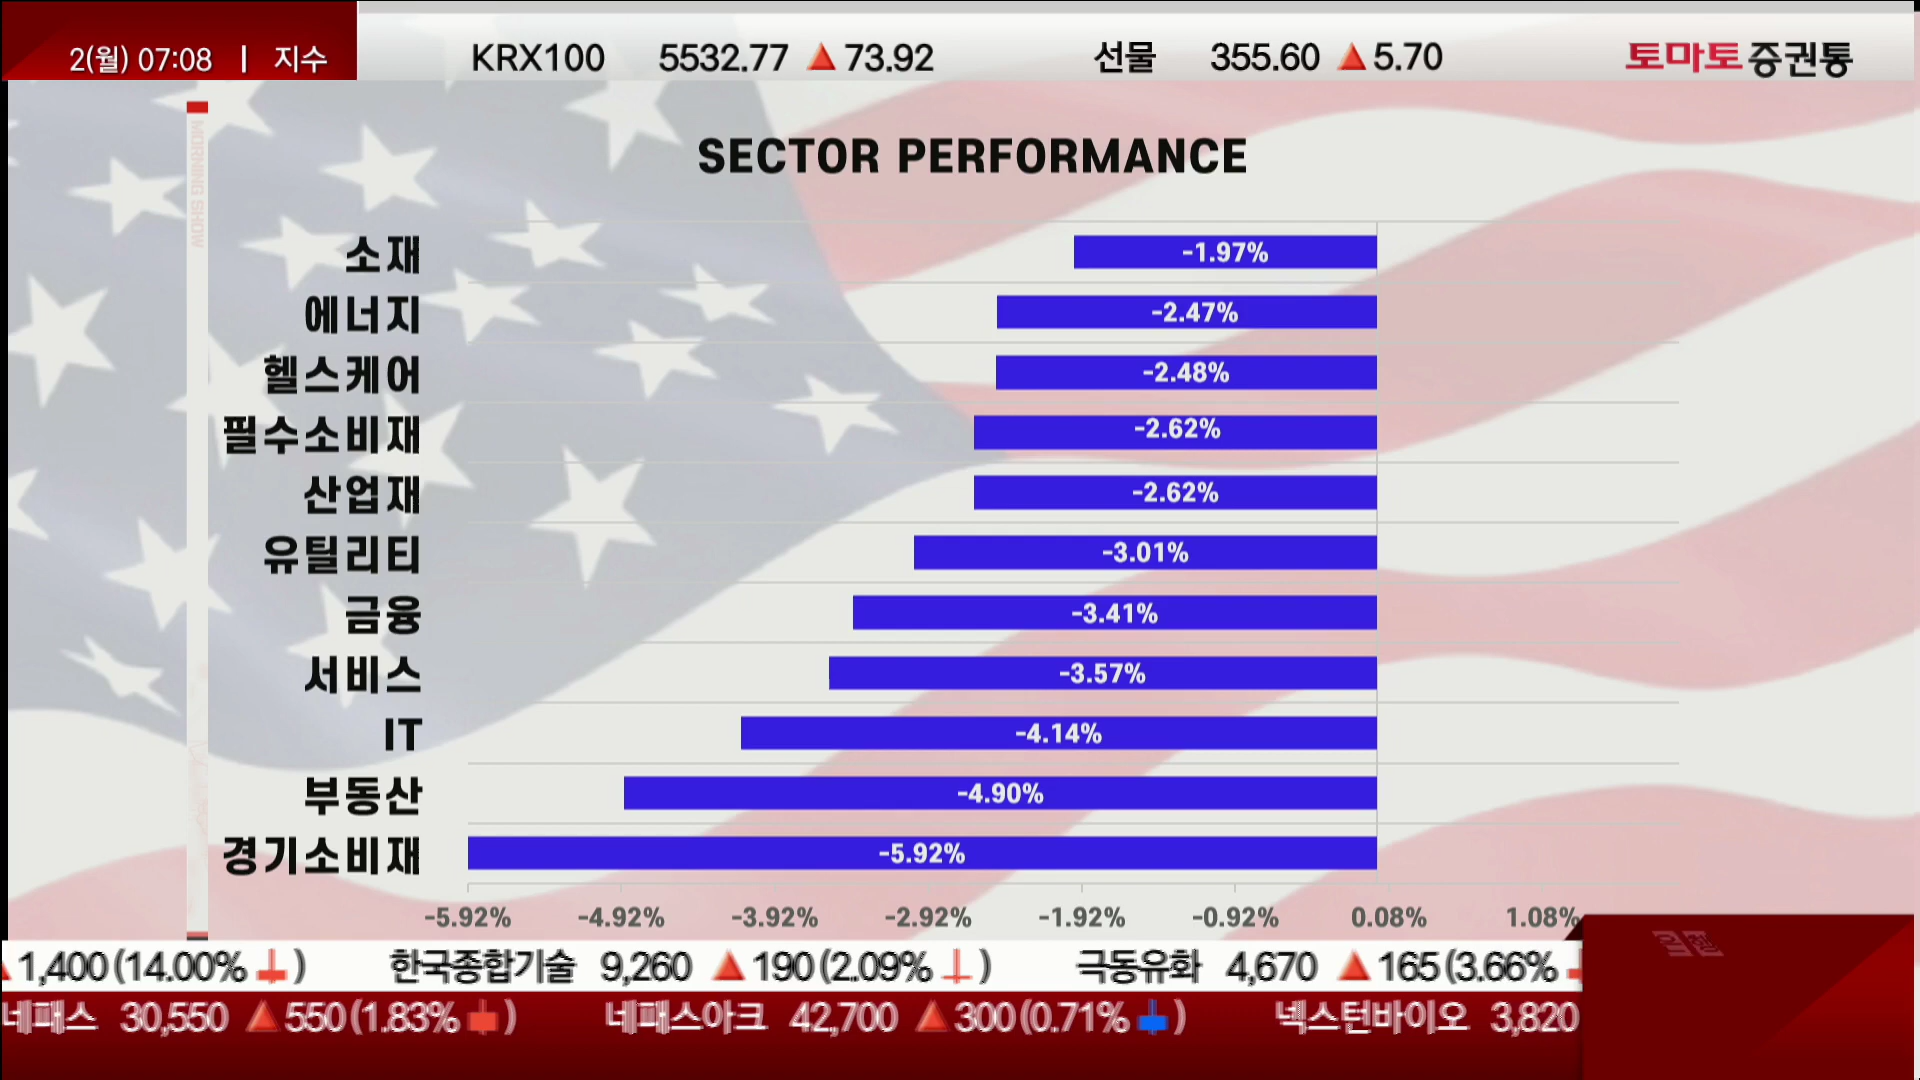 2(월) 07:08 | 지수 KRX100 5532.77 ▲73.92 선물 355.60 ▲5.70 토마토증권통
MORNING SHOW
SECTOR PERFORMANCE
소재 -1.97%
에너지 -2.47%
헬스케어 -2.48%
필수소비재 -2.62%
산업재 -2.62%
유틸리티 -3.01%
금융 -3.41%
서비스 -3.57%
IT -4.14%
부동산 -4.90%
경기소비재 -5.92%
-5.92% -4.92% -3.92% -2.92% -1.92% -0.92% 0.08% 1.08%
▲1,400(14.00% ) 한국종합기술 9,260 ▲190(2.09% ) 극동유화 4,670 ▲165(3.66%
네패스 30,550 ▲550(1.83% ) 네패스아크 42,700 ▲300(0.71% ) 넥스턴바이오 3,820